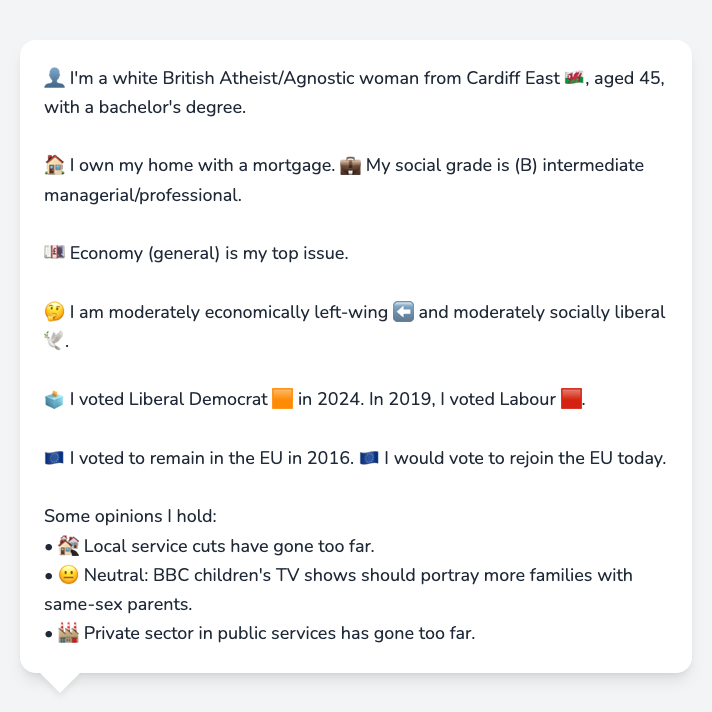 👤 I'm a white British Atheist/Agnostic woman from Cardiff East 🏴󠁧󠁢󠁷󠁬󠁳󠁿, aged 45,
with a bachelor's degree.
🏠 I own my home with a mortgage. 💼 My social grade is (B) intermediate
managerial/professional.
💷 Economy (general) is my top issue.
🤔 I am moderately economically left-wing ⬅️ and moderately socially liberal
🕊️.
🗳️ I voted Liberal Democrat 🟧 in 2024. In 2019, I voted Labour 🟥.
🇪🇺 I voted to remain in the EU in 2016. 🇪🇺 I would vote to rejoin the EU today.
Some opinions I hold:
• 🏚️ Local service cuts have gone too far.
• 😐 Neutral: BBC children's TV shows should portray more families with
same-sex parents.
• 🏭 Private sector in public services has gone too far.